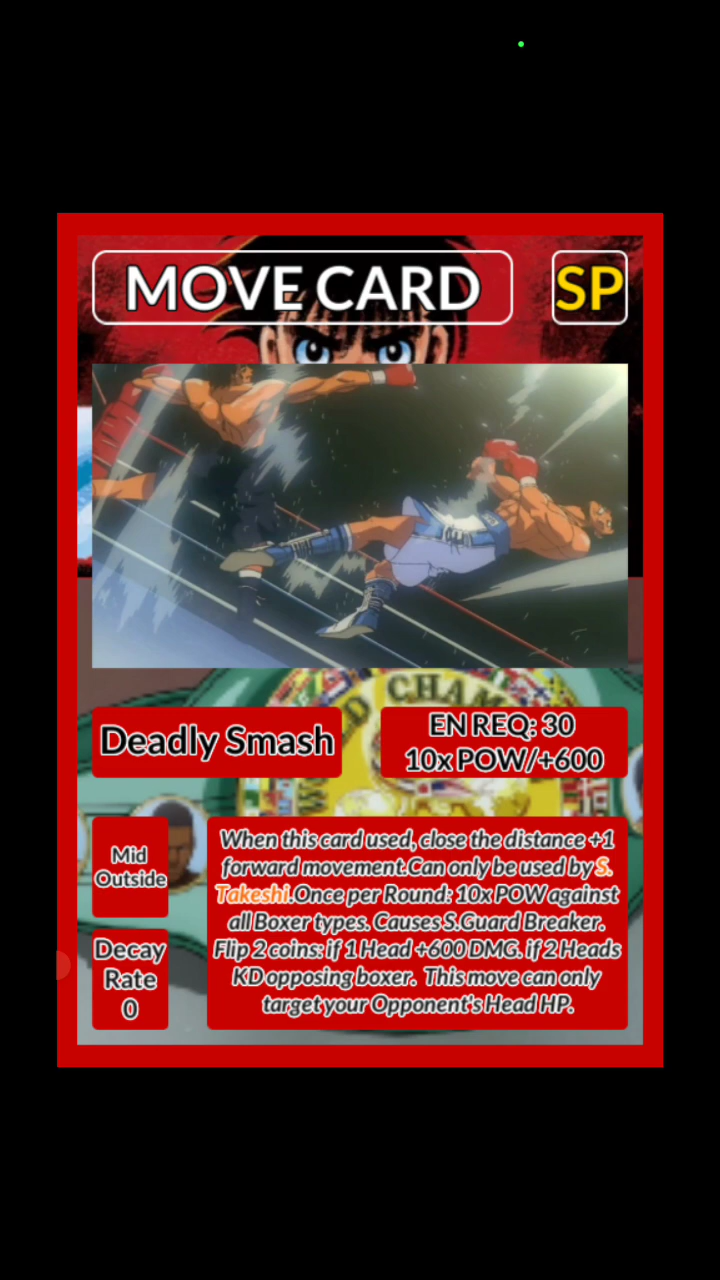 MOVE CARD
SP
D CHAM
Deadly Smash
EN REQ: 30
10x POW/+600
Mid
Outside
Decay
Rate
0
When this card used, close the distance +1
forward movement.Can only be used by S.
Takeshi.Once per Round: 10x POW against
all Boxer types. Causes S.Guard Breaker.
Flip 2 coins: if 1 Head +600 DMG. if 2 Heads
KD opposing boxer. This move can only
target your Opponent's Head HP.